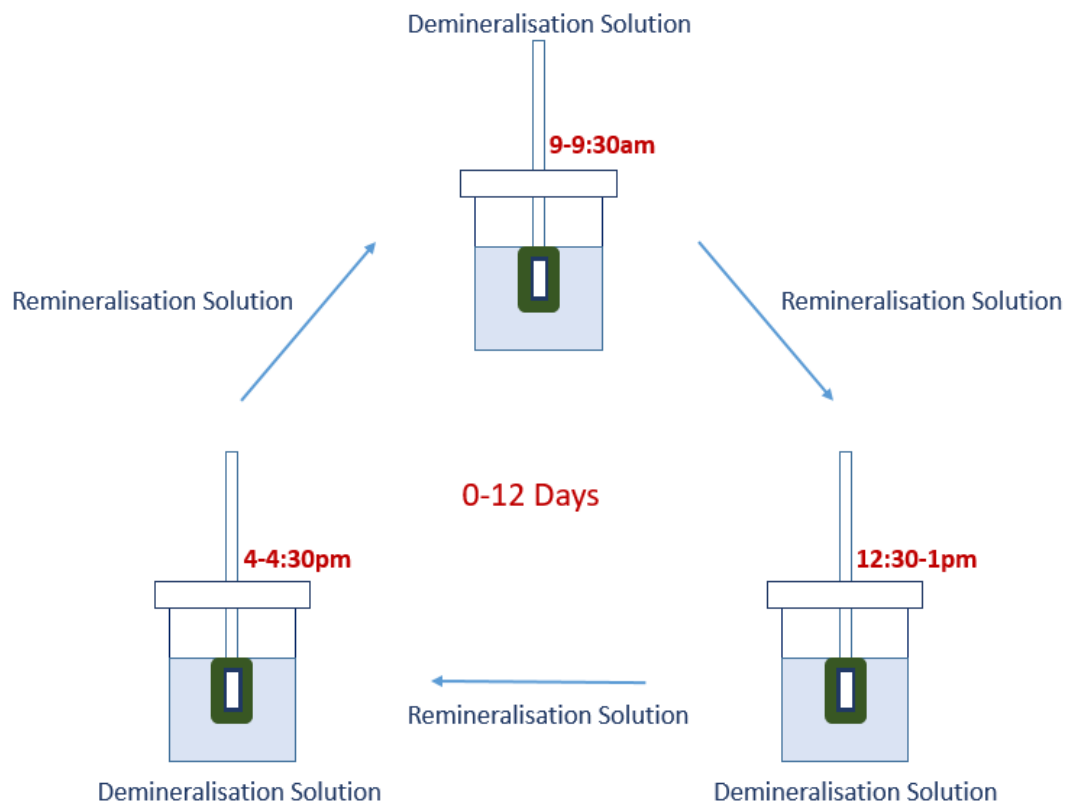 Demineralisation Solution
9-9:30am
Remineralisation Solution
Remineralisation Solution
0-12 Days
4-4:30pm
12:30-1pm
Remineralisation Solution
Demineralisation Solution
Demineralisation Solution